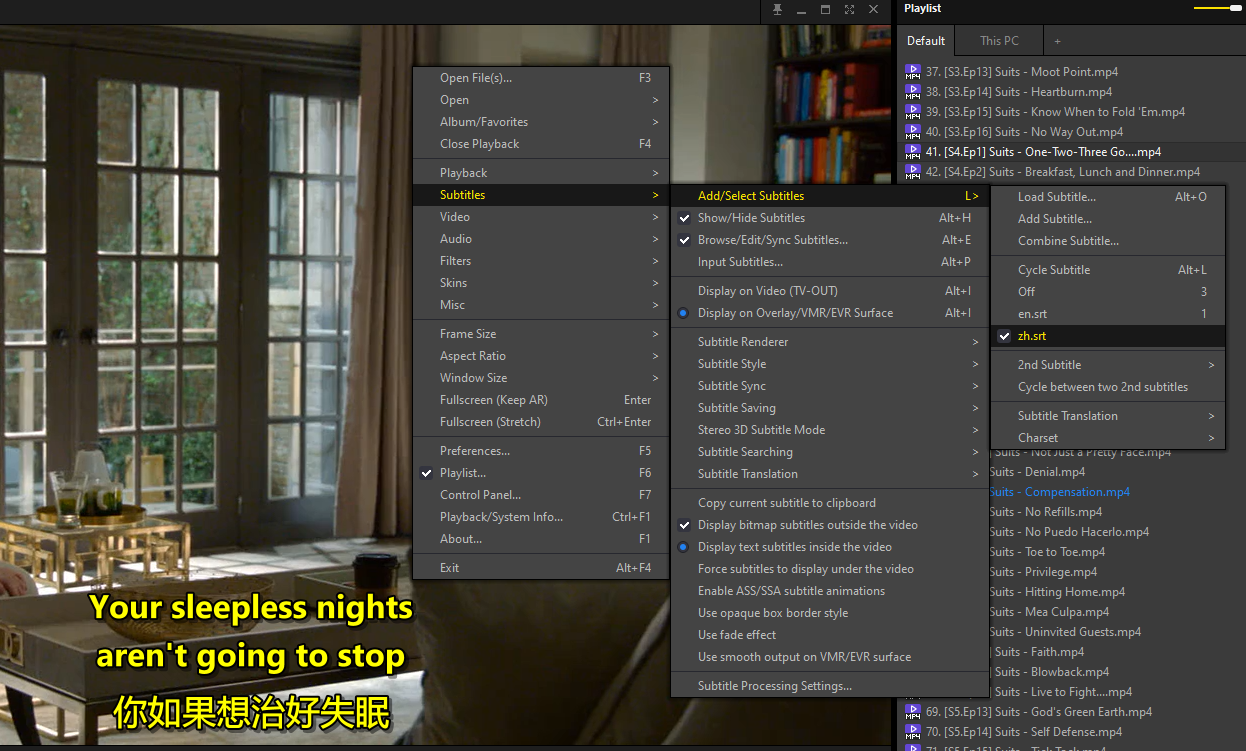 Playlist
Default
This PC
+
37. [S3.Ep13] Suits - Moot Point.mp4
38. [S3.Ep14] Suits - Heartburn.mp4
39. [S3.Ep15] Suits - Know When to Fold 'Em.mp4
40. [S3.Ep16] Suits - No Way Out.mp4
41. [S4.Ep1] Suits - One-Two-Three Go....mp4
42. [S4.Ep2] Suits - Breakfast, Lunch and Dinner.mp4
Open File(s)... F3
Open >
Album/Favorites >
Close Playback F4
Playback >
Subtitles >
Video >
Audio >
Filters >
Skins >
Misc >
Frame Size >
Aspect Ratio >
Window Size >
Fullscreen (Keep AR) Enter
Fullscreen (Stretch) Ctrl+Enter
Preferences... F5
Playlist... F6
Control Panel... F7
Playback/System Info... Ctrl+F1
About... F1
Exit Alt+F4
Add/Select Subtitles L>
Show/Hide Subtitles Alt+H
Browse/Edit/Sync Subtitles... Alt+E
Input Subtitles... Alt+P
Display on Video (TV-OUT) Alt+I
Display on Overlay/VMR/EVR Surface Alt+I
Subtitle Renderer >
Subtitle Style >
Subtitle Sync >
Subtitle Saving >
Stereo 3D Subtitle Mode >
Subtitle Searching >
Subtitle Translation >
Copy current subtitle to clipboard
Display bitmap subtitles outside the video
Display text subtitles inside the video
Force subtitles to display under the video
Enable ASS/SSA subtitle animations
Use opaque box border style
Use fade effect
Use smooth output on VMR/EVR surface
Subtitle Processing Settings...
Load Subtitle... Alt+O
Add Subtitle...
Combine Subtitle...
Cycle Subtitle Alt+L
Off 3
en.srt 1
zh.srt
2nd Subtitle >
Cycle between two 2nd subtitles
Subtitle Translation >
Charset >
Suits - Not Just a Pretty Face.mp4
Suits - Denial.mp4
Suits - Compensation.mp4
Suits - No Refills.mp4
Suits - No Puedo Hacerlo.mp4
Suits - Toe to Toe.mp4
Suits - Privilege.mp4
Suits - Hitting Home.mp4
Suits - Mea Culpa.mp4
Suits - Uninvited Guests.mp4
Suits - Faith.mp4
Suits - Blowback.mp4
Suits - Live to Fight....mp4
69. [S5.Ep13] Suits - God's Green Earth.mp4
70. [S5.Ep14] Suits - Self Defense.mp4
71. [S5.Ep15] Suits - Tick Tock.mp4
Your sleepless nights
aren't going to stop
你如果想治好失眠